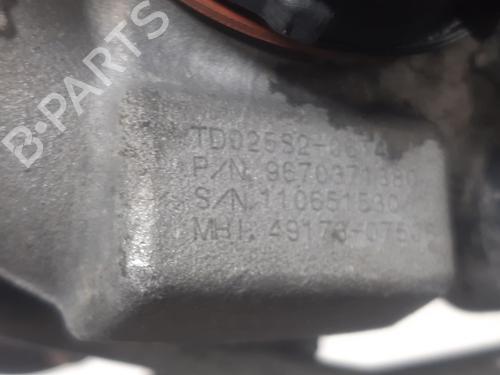 B-PARTS
TD025S2-06T4
P/N. 9670371380
S/N. 110651530
MHI. 49173-0750